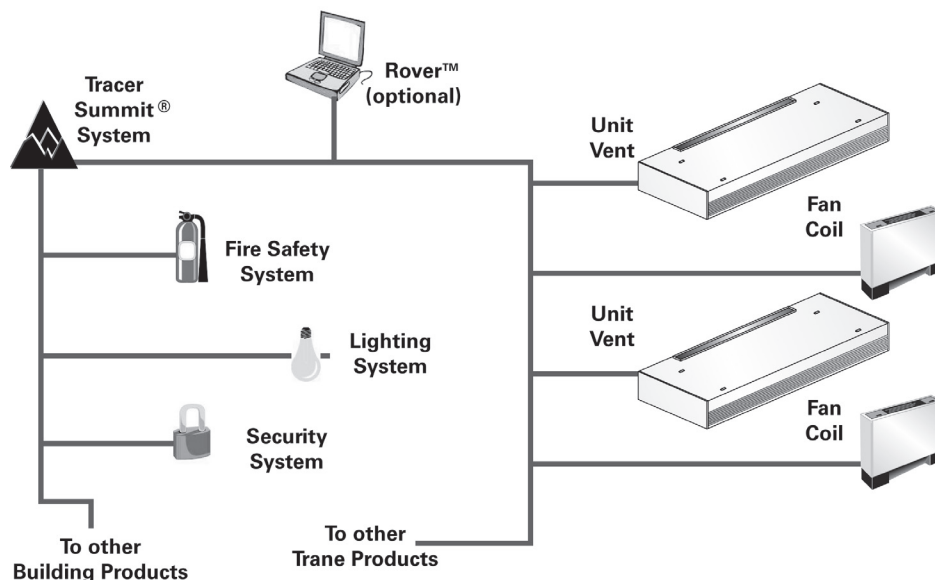 Tracer
Summit®
System
Rover™
(optional)
Unit
Vent
Fan
Coil
Fire Safety
System
Unit
Vent
Lighting
System
Fan
Coil
Security
System
To other
Building Products
To other
Trane Products